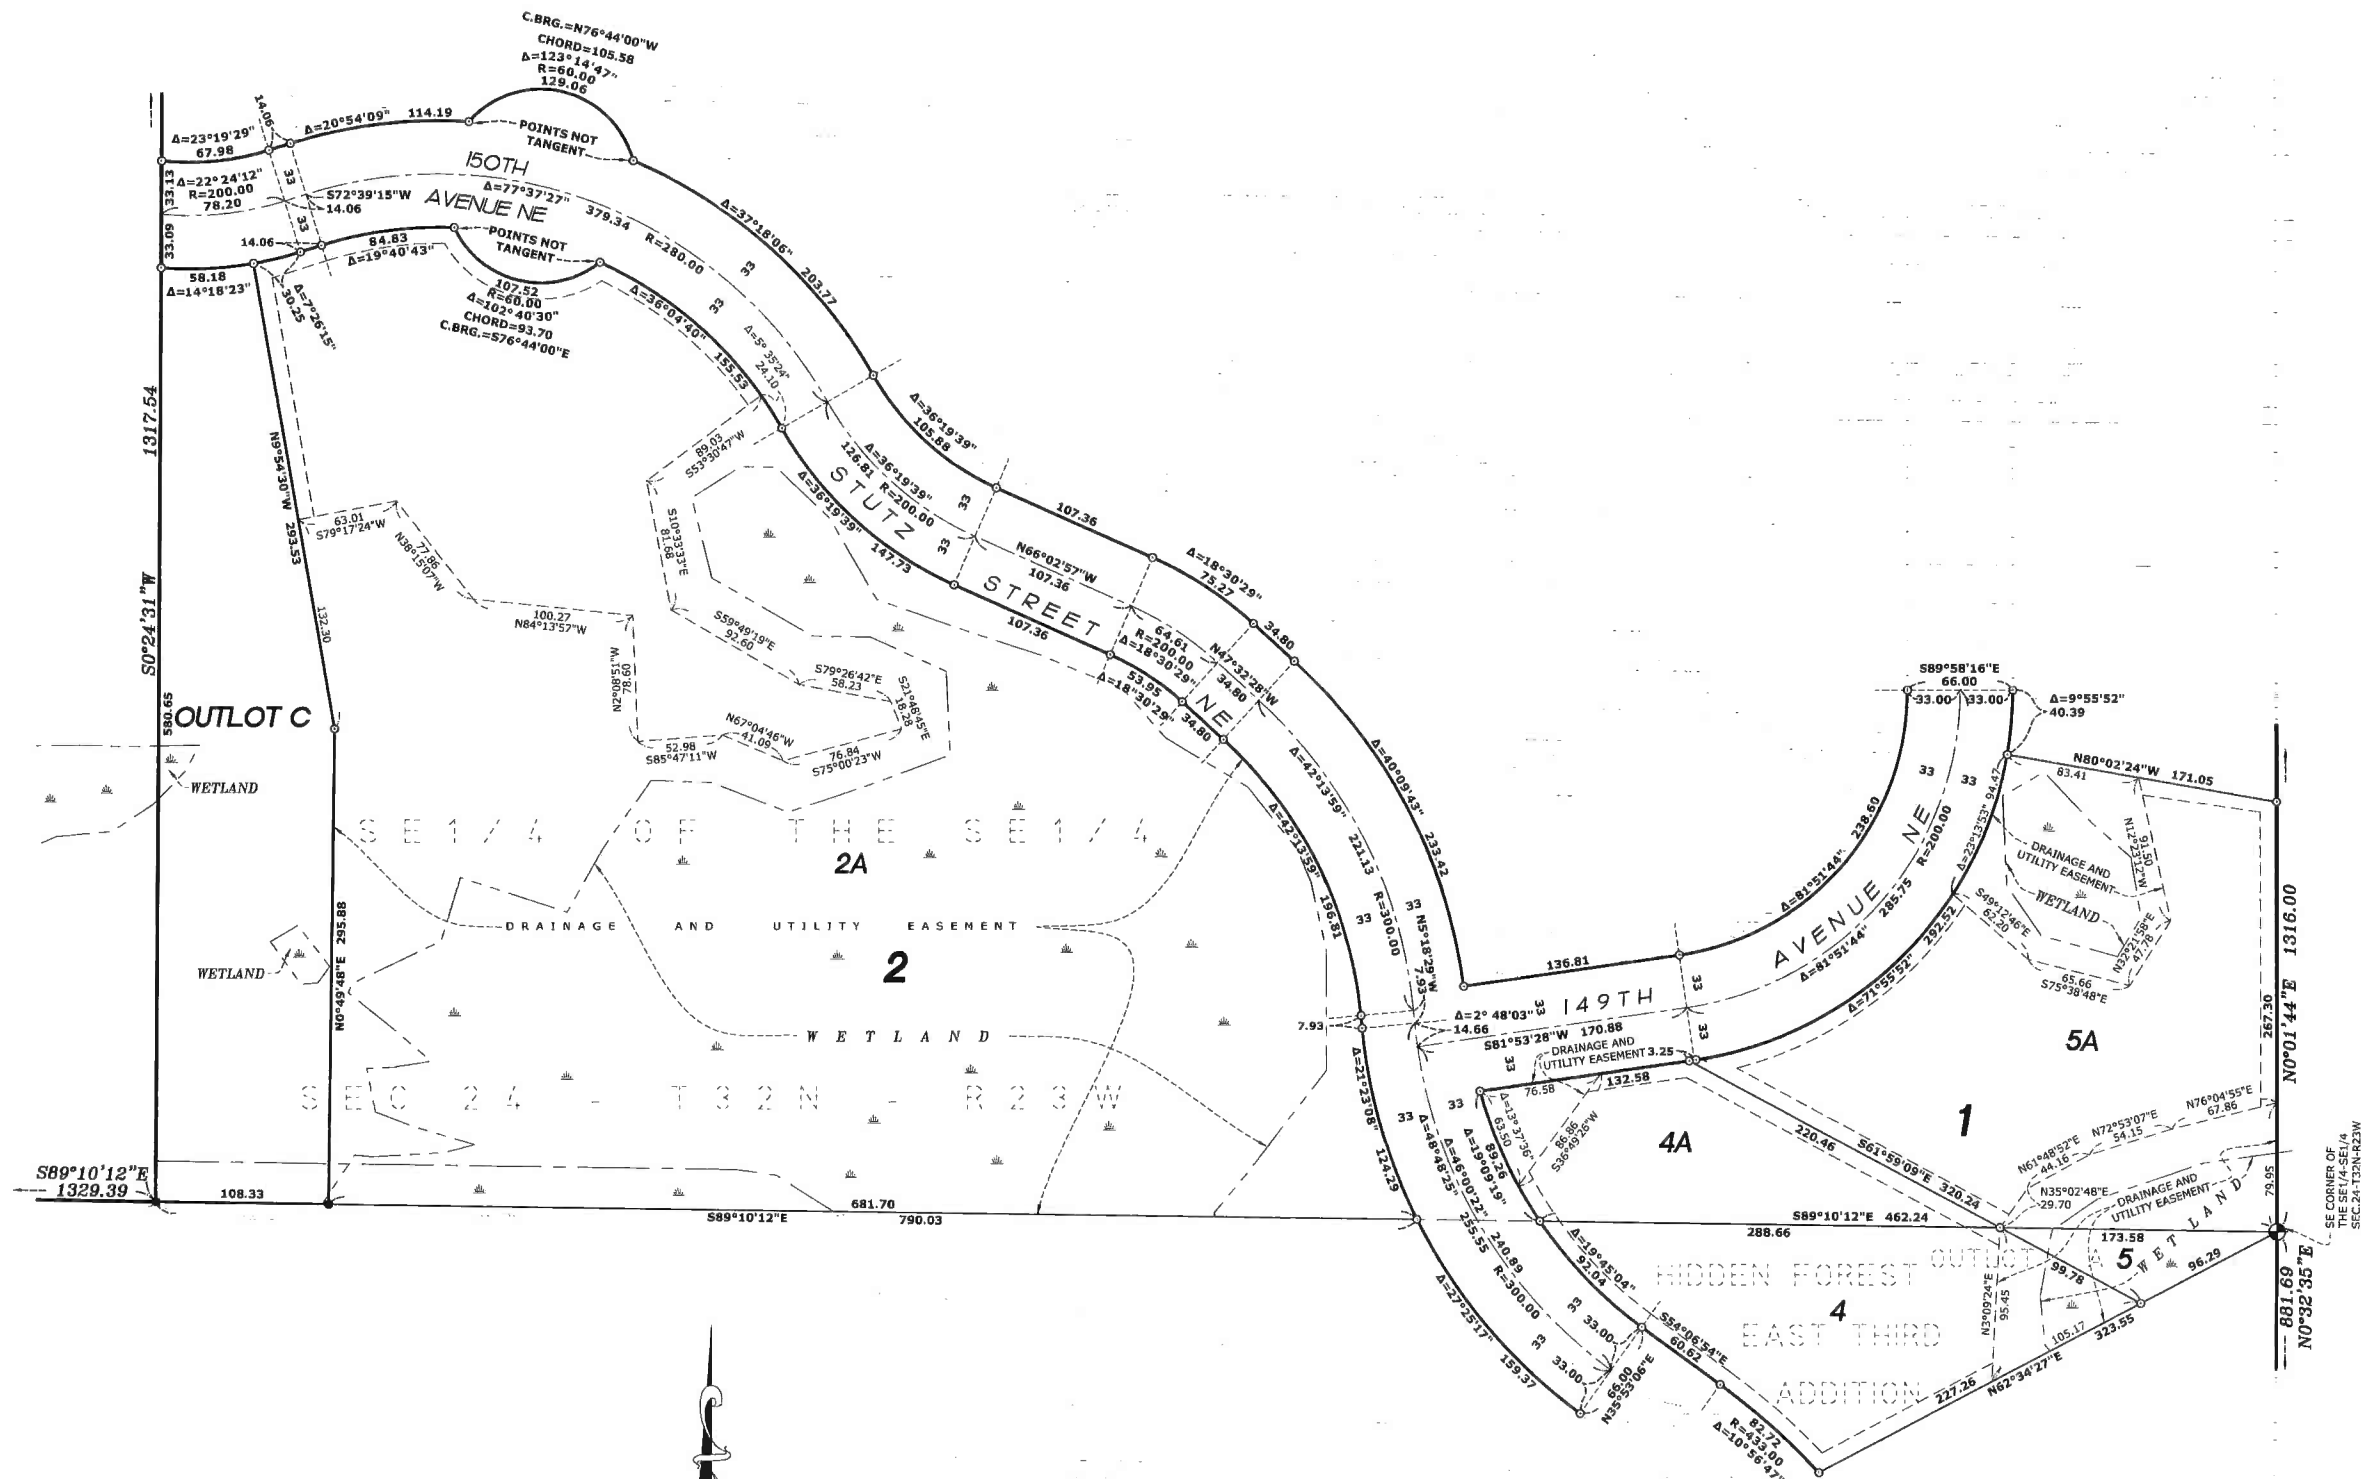 C.BRG.=N76°44'00"W
CHORD=105.58
Δ=123°14'47"
R=60.00
129.06
14.06
Δ=20°54'09" 114.19
Δ=23°19'29"
67.98
POINTS NOT
TANGENT
150TH
AVENUE NE
33.13
Δ=22°24'12"
R=200.00
78.20
33
S72°39'15"W
14.06
Δ=77°37'27" 379.34 R=280.00
33.09
33
14.06
84.83
Δ=19°40'43"
POINTS NOT
TANGENT
58.18
Δ=14°18'23"
Δ=7°26'15"
30.25
107.52
R=60.00
Δ=102°40'30"
CHORD=93.70
C.BRG.=S76°44'00"E
Δ=37°18'06" 203.77
33
33
Δ=36°04'40" 155.53
Δ=5°35'24"
24.10
1317.54
S0°24'31"W
N9°54'30"W 293.53
132.30
63.01
S79°17'24"W
77.86
N38°15'07"W
100.27
N84°13'57"W
N2°08'51"W
78.60
89.03
S53°30'47"W
S10°33'33"E
81.68
S59°49'19"E
92.60
S79°26'42"E
58.23
S21°46'45"E
18.28
N67°04'46"W
41.09
52.98
S85°47'11"W
76.84
S75°00'23"W
Δ=36°19'39"
105.88
Δ=36°19'39"
126.81 R=200.00
33
33
STUTZ
Δ=36°19'39" 147.73
107.36
N66°02'57"W
107.36
STREET
107.36
Δ=18°30'29"
75.27
34.80
64.61
R=200.00
Δ=18°30'29"
N47°32'28"W
34.80
53.95
Δ=18°30'29"
NE
34.80
Δ=40°09'43" 233.42
Δ=42°13'59" 221.13 R=300.00
Δ=42°13'59" 196.81
33
33
N5°18'29"W
7.93
7.93
580.65
OUTLOT C
WETLAND
WETLAND
N0°49'48"E 295.88
SE1/4 OF THE SE1/4
2A
DRAINAGE AND UTILITY EASEMENT
2
WETLAND
SEC 24 - T32N - R23W
S89°10'12"E
1329.39
108.33
681.70
S89°10'12"E 790.03
S89°58'16"E
66.00
33.00 33.00
Δ=9°55'52"
40.39
N80°02'24"W 171.05
83.41
33
33
94.47
Δ=23°13'53"
238.60
Δ=81°51'44"
AVENUE NE
R=200.00
285.75
Δ=81°51'44"
292.52
Δ=71°55'52"
DRAINAGE AND
UTILITY EASEMENT
WETLAND
91.50
N12°23'12"W
S49°12'46"E
62.20
N32°21'58"E
47.78
65.66
S75°38'48"E
136.81
33
149TH
33
Δ=2°48'03"
14.66
S81°53'28"W 170.88
33
33
DRAINAGE AND
UTILITY EASEMENT 3.25
76.58
132.58
86.86
S36°49'26"W
4A
5A
1
267.30
N0°01'44"E 1316.00
220.46
S61°59'09"E 320.24
N61°48'52"E
44.16
N72°53'07"E
54.15
N76°04'55"E
67.86
N35°02'48"E
29.70
DRAINAGE AND
UTILITY EASEMENT
WETLAND
79.95
SE CORNER OF
THE SE1/4-SE1/4
SEC.24-T32N-R23W
Δ=21°23'08" 124.29
33
33
Δ=13°37'36"
63.50
89.26
Δ=19°09'19"
Δ=48°48'25" 255.55
Δ=46°00'22" 240.89 R=300.00
S89°10'12"E 462.24
288.66
173.58
OUTLOT A
5
99.78
96.29
HIDDEN FOREST
4
EAST THIRD
ADDITION
Δ=19°45'04"
92.04
33
33
33.00
33.00
66.00
N35°53'06"E
S54°06'54"E
60.62
Δ=27°25'17" 159.37
82.72
R=433.00
Δ=10°56'47"
N3°09'24"E
95.45
105.17
323.55
N62°34'27"E
227.26
881.69
N0°32'35"E